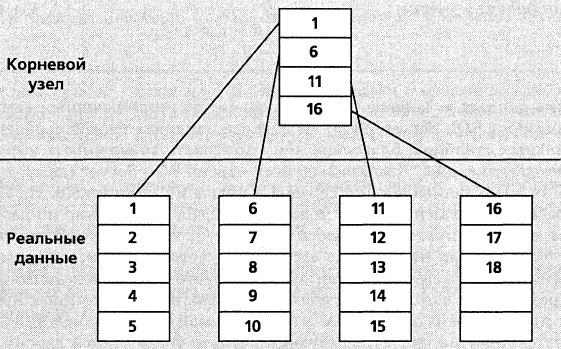 1
6
Корневой
узел
11
16
1 6 11 16
2 7 12 17
Реальные
данные
3 8 13 18
4 9 14
5 10 15